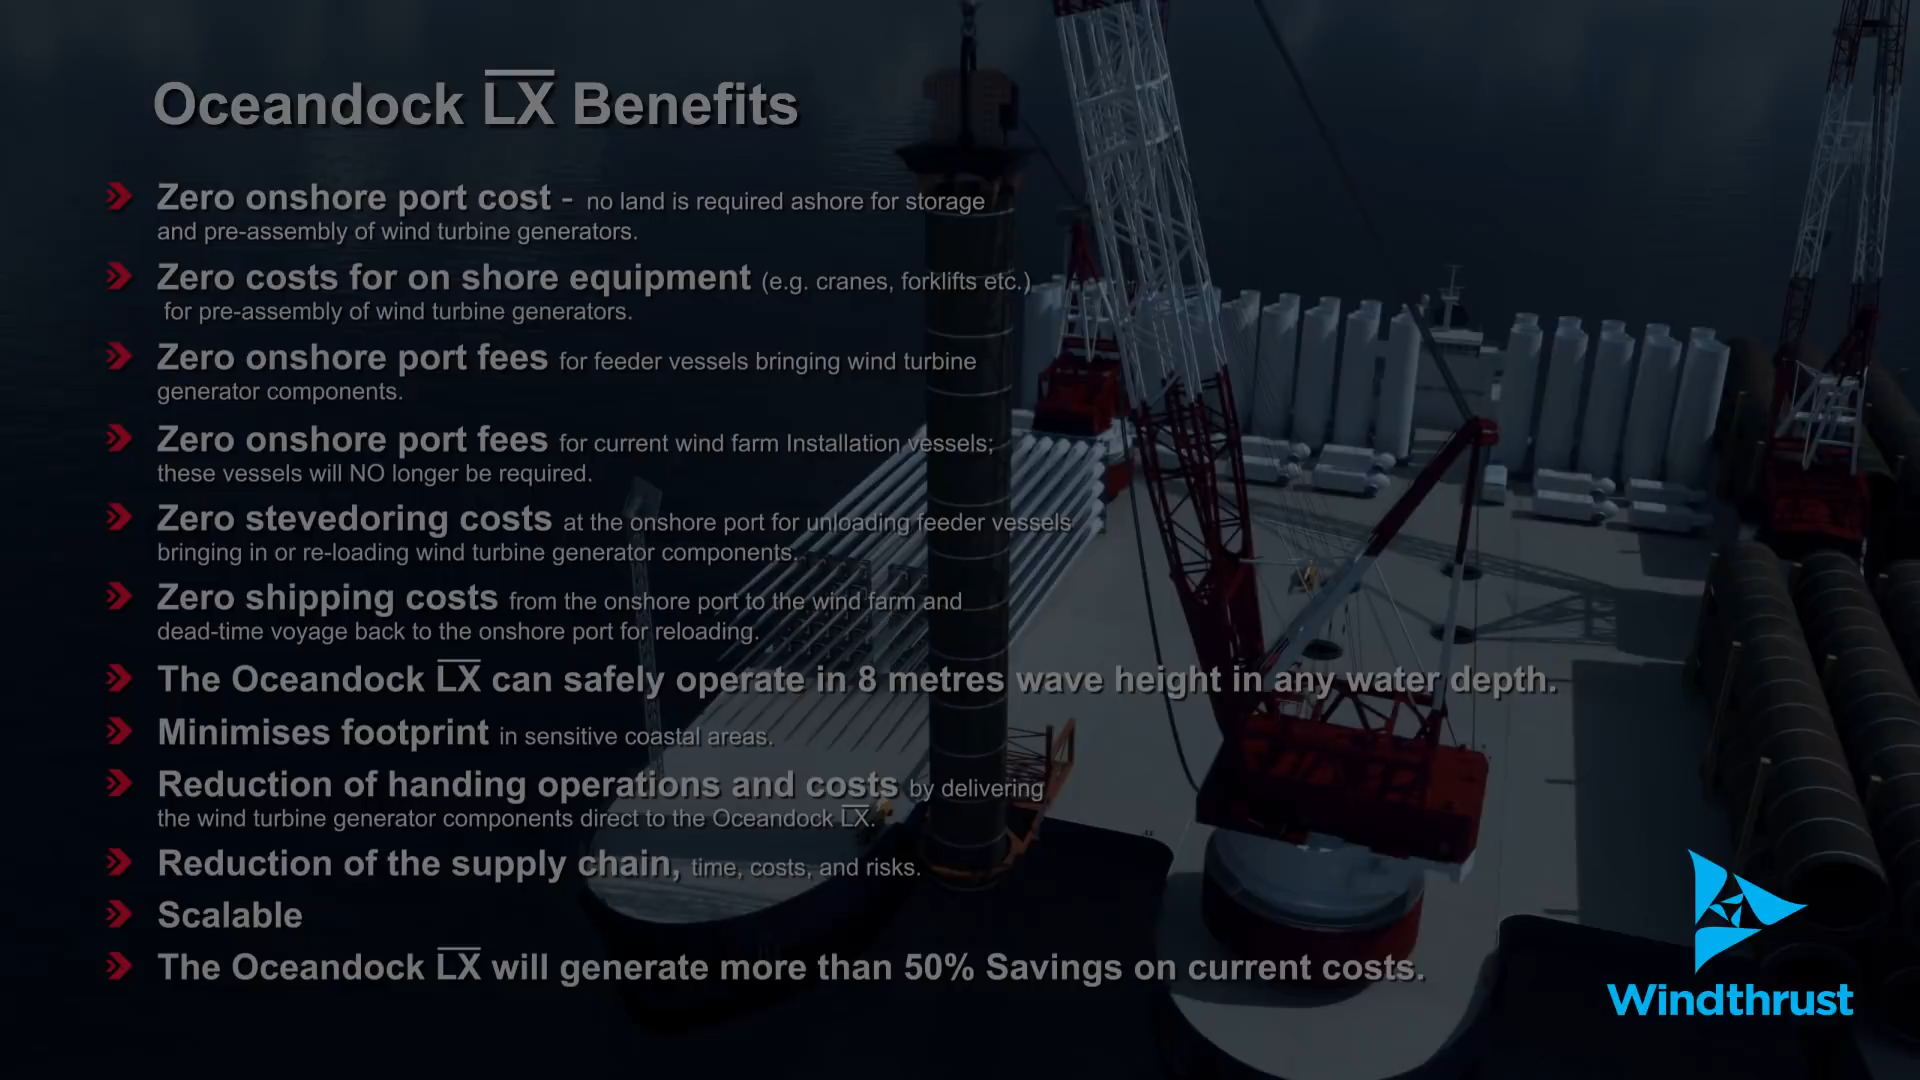 Oceandock L̅X̅ Benefits
Zero onshore port cost - no land is required ashore for storage
and pre-assembly of wind turbine generators.
Zero costs for on shore equipment (e.g. cranes, forklifts etc.)
for pre-assembly of wind turbine generators.
Zero onshore port fees for feeder vessels bringing wind turbine
generator components.
Zero onshore port fees for current wind farm Installation vessels;
these vessels will NO longer be required.
Zero stevedoring costs at the onshore port for unloading feeder vessels
bringing in or re-loading wind turbine generator components.
Zero shipping costs from the onshore port to the wind farm and
dead-time voyage back to the onshore port for reloading.
The Oceandock L̅X̅ can safely operate in 8 metres wave height in any water depth.
Minimises footprint in sensitive coastal areas.
Reduction of handing operations and costs by delivering
the wind turbine generator components direct to the Oceandock L̅X̅.
Reduction of the supply chain, time, costs, and risks.
Scalable
The Oceandock L̅X̅ will generate more than 50% Savings on current costs.
Windthrust